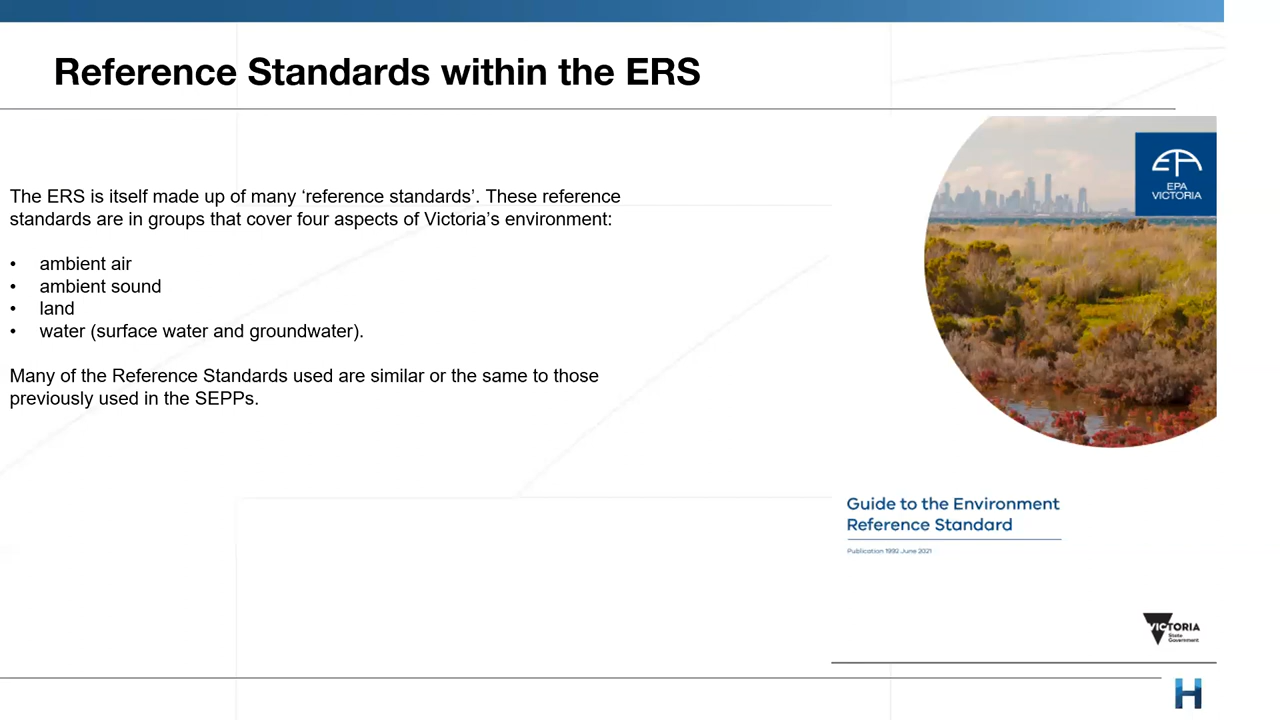 Reference Standards within the ERS
The ERS is itself made up of many ‘reference standards’. These reference
standards are in groups that cover four aspects of Victoria’s environment:
• ambient air
• ambient sound
• land
• water (surface water and groundwater).
Many of the Reference Standards used are similar or the same to those
previously used in the SEPPs.
EPA
VICTORIA
Guide to the Environment
Reference Standard
Publication 1992 June 2021
VICTORIA
State
Government
H